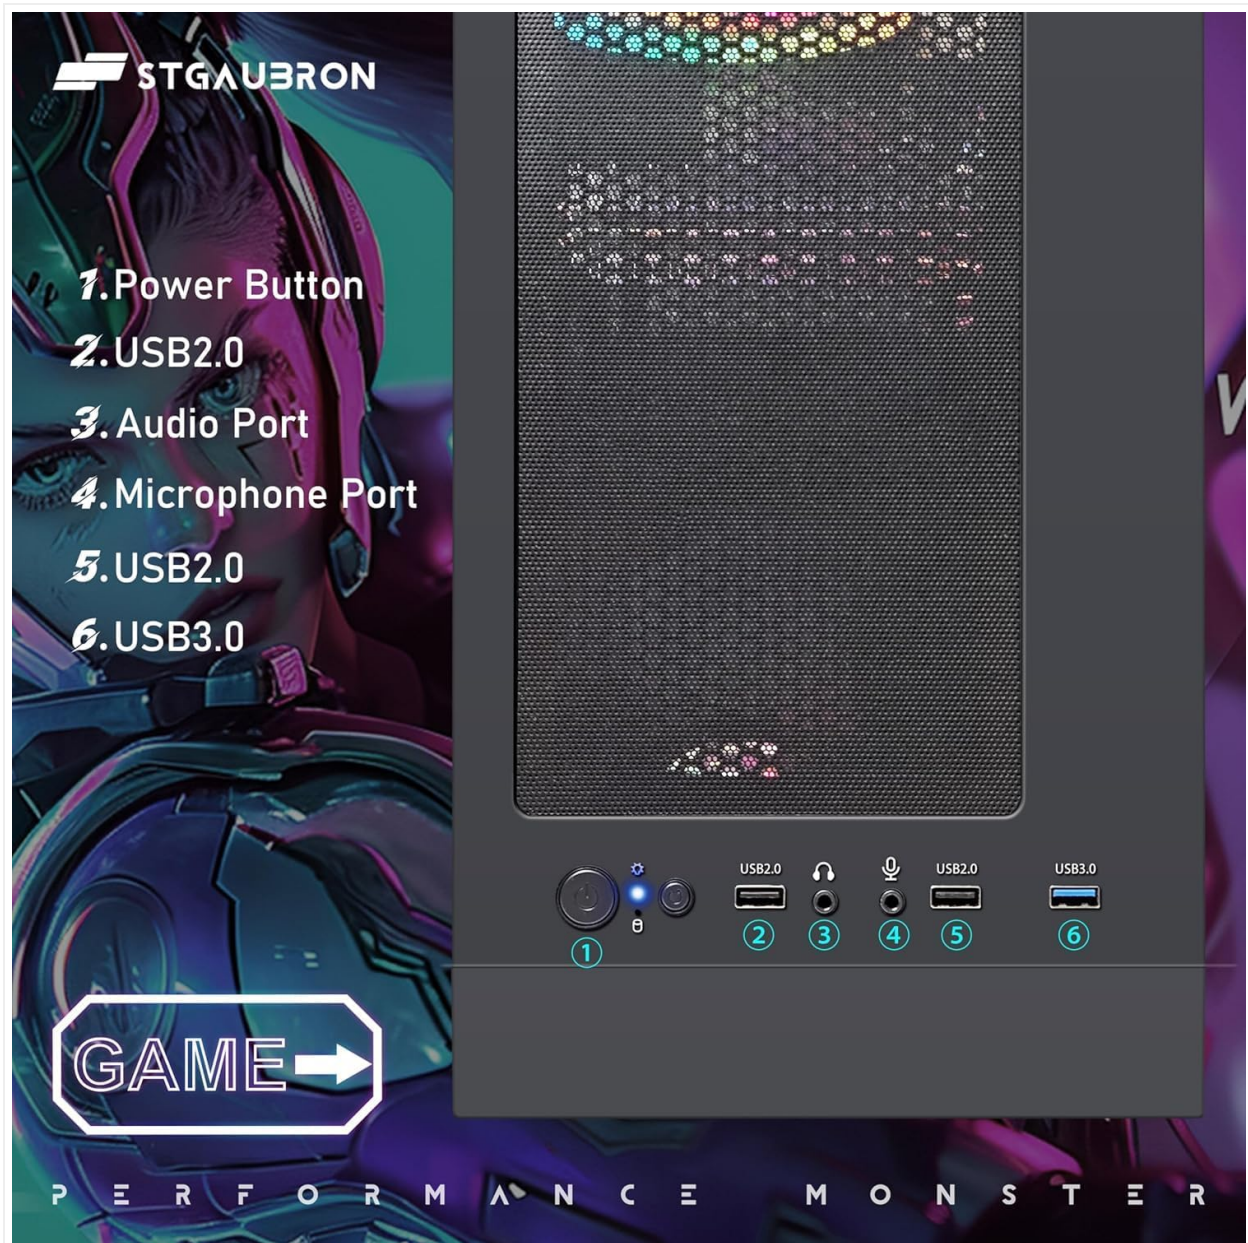 STGAUBRON
1.Power Button
2.USB2.0
3.Audio Port
4.Microphone Port
5.USB2.0
6.USB3.0
USB2.0
USB2.0
USB3.0
1
2
3
4
5
6
GAME
PERFORMANCE MONSTER